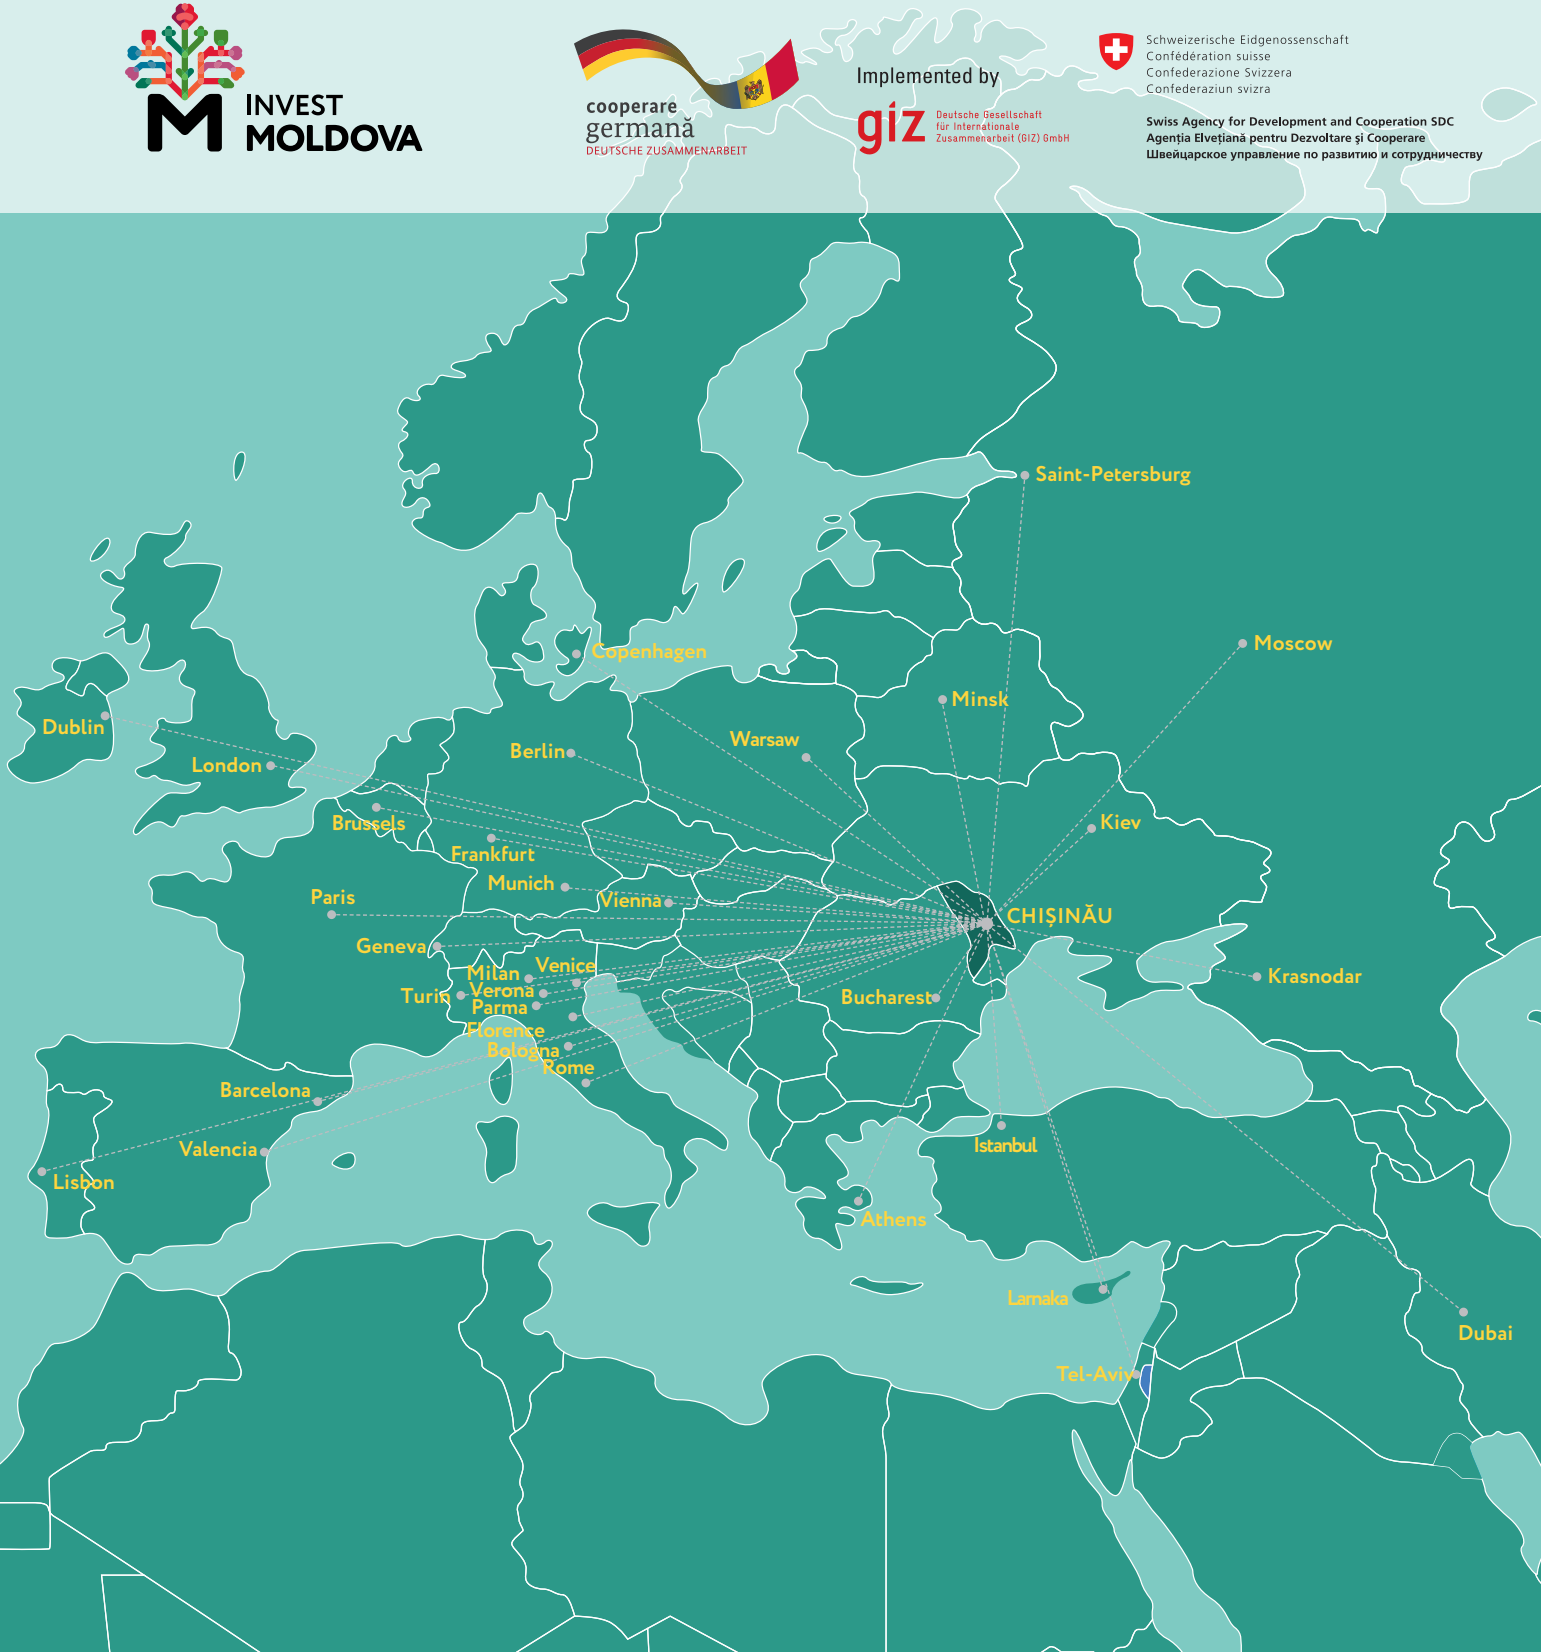 INVEST
MOLDOVA
cooperare
germană
DEUTSCHE ZUSAMMENARBEIT
Implemented by
giz
Deutsche Gesellschaft
für Internationale
Zusammenarbeit (GIZ) GmbH
Schweizerische Eidgenossenschaft
Confédération suisse
Confederazione Svizzera
Confederaziun svizra
Swiss Agency for Development and Cooperation SDC
Agenția Elvețiană pentru Dezvoltare şi Cooperare
Швейцарское управление по развитию и сотрудничеству
Saint-Petersburg
Moscow
Copenhagen
Minsk
Dublin
Warsaw
Berlin
London
Brussels
Kiev
Frankfurt
Munich
Paris
Vienna
CHIȘINĂU
Geneva
Venice
Milan
Krasnodar
Verona
Turin
Bucharest
Parma
Florence
Bologna
Rome
Barcelona
Istanbul
Valencia
Lisbon
Athens
Larnaka
Dubai
Tel-Aviv